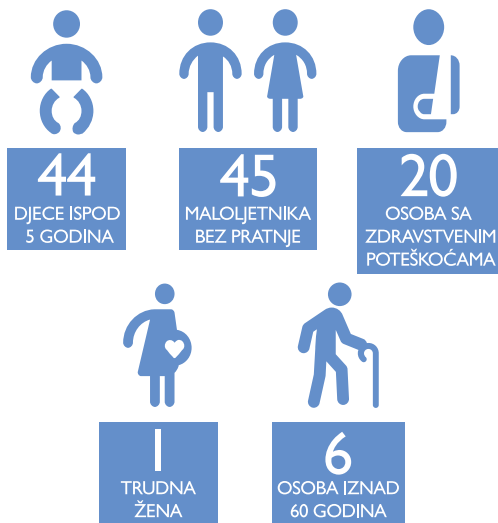 44
DJECE ISPOD
5 GODINA
45
MALOLJETNIKA
BEZ PRATNJE
20
OSOBA SA
ZDRAVSTVENIM
POTEŠKOĆAMA
1
TRUDNA
ŽENA
6
OSOBA IZNAD
60 GODINA